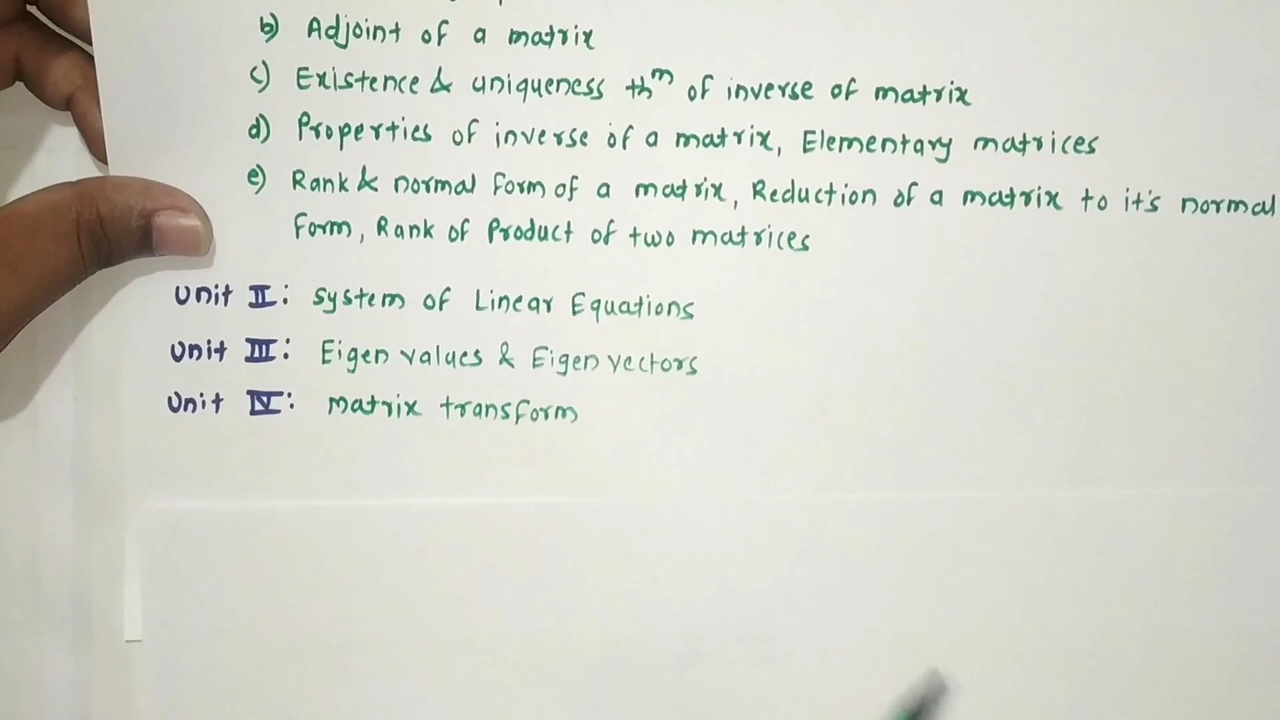 b) Adjoint of a matrix
c) Existence & uniqueness thm of inverse of matrix
d) Properties of inverse of a matrix, Elementary matrices
e) Rank & normal form of a matrix, Reduction of a matrix to it's normal
form, Rank of Product of two matrices
Unit II: System of Linear Equations
Unit III: Eigen values & Eigen vectors
Unit IV: matrix transform